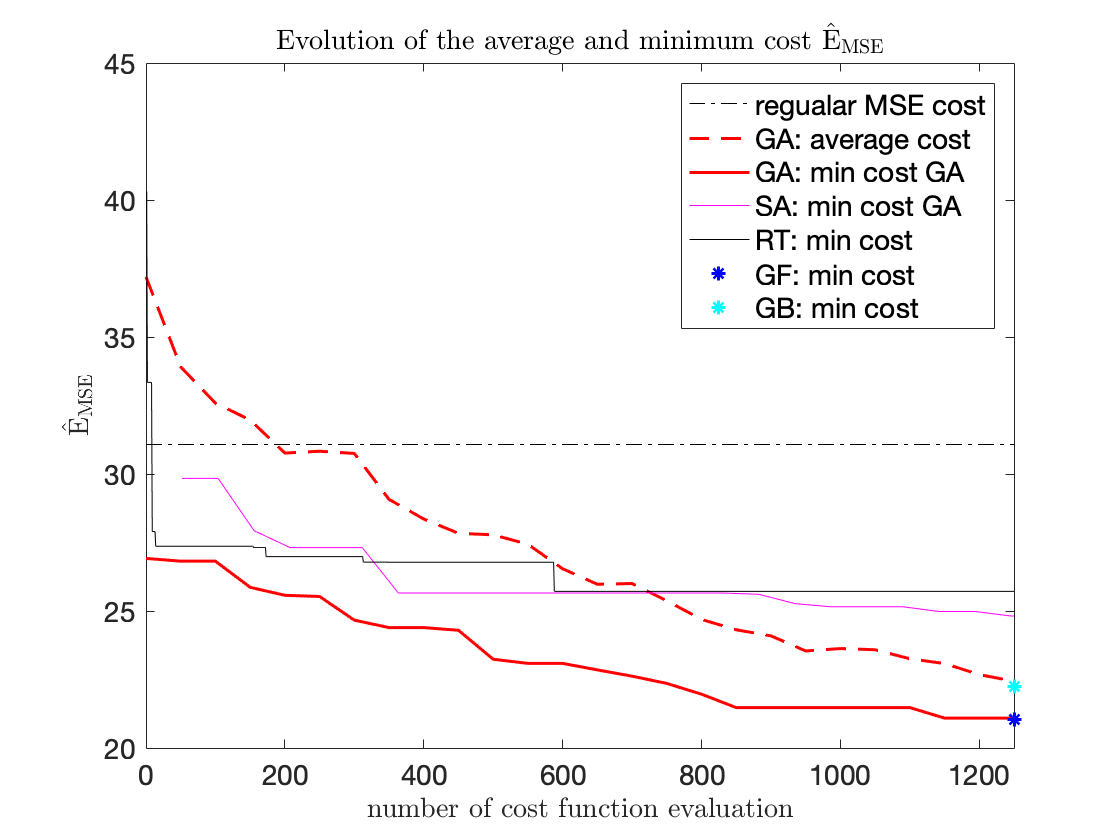 Evolution of the average and minimum cost Ê_MSE
45
40
35
30
25
20
Ê_MSE
regualar MSE cost
GA: average cost
GA: min cost GA
SA: min cost GA
RT: min cost
GF: min cost
GB: min cost
0 200 400 600 800 1000 1200
number of cost function evaluation